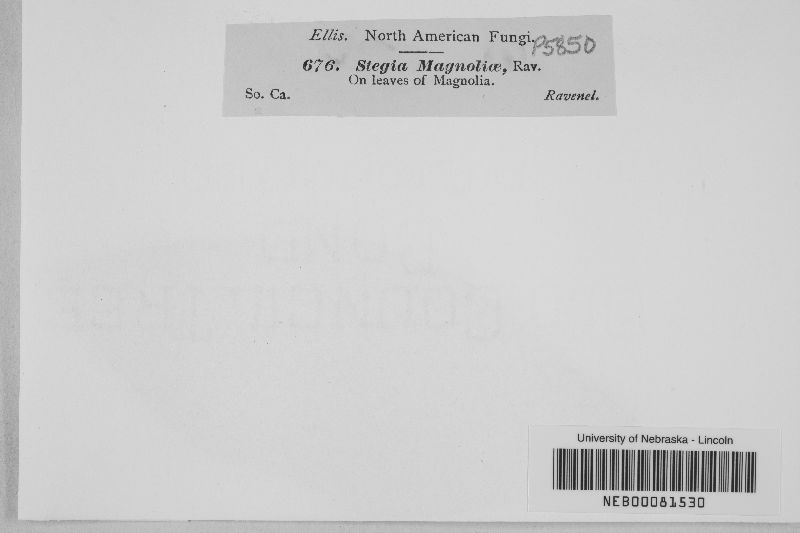 Ellis. North American Fungi. P5850
676. Stegia Magnoliæ, Rav.
On leaves of Magnolia.
So. Ca. Ravenel.
University of Nebraska - Lincoln
NEB00081530